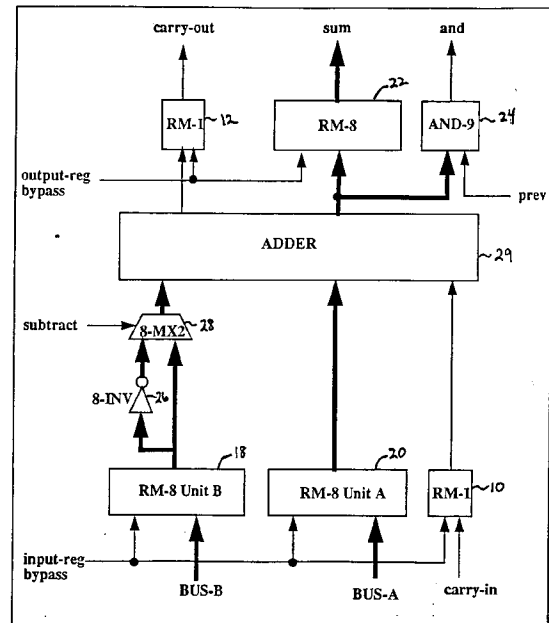 carry-out sum and
22
RM-1 12 RM-8 AND-9 24
output-reg
bypass
prev
ADDER
29
subtract 8-MX2 28
8-INV 26
18 20
RM-8 Unit B RM-8 Unit A RM-1 10
input-reg
bypass
BUS-B BUS-A carry-in